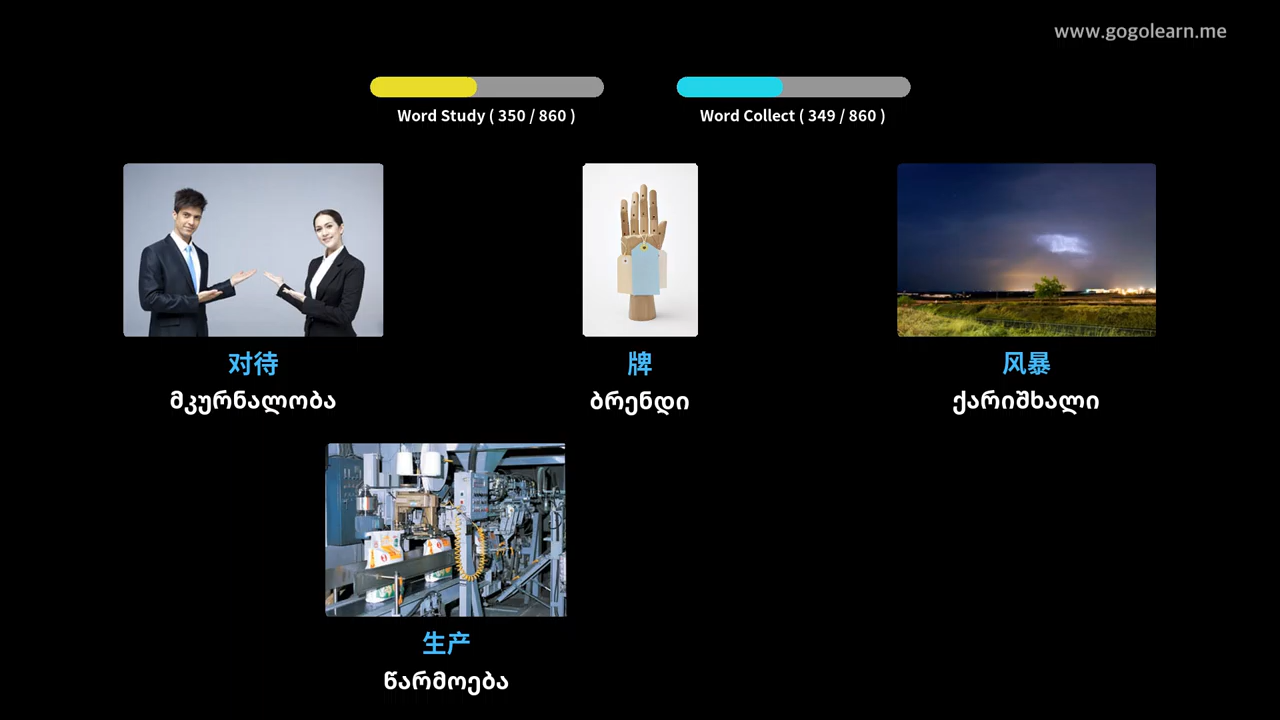 www.gogolearn.me
Word Study ( 350 / 860 )
Word Collect ( 349 / 860 )
对待
მკურნალობა
牌
ბრენდი
风暴
ქარიშხალი
生产
წარმოება